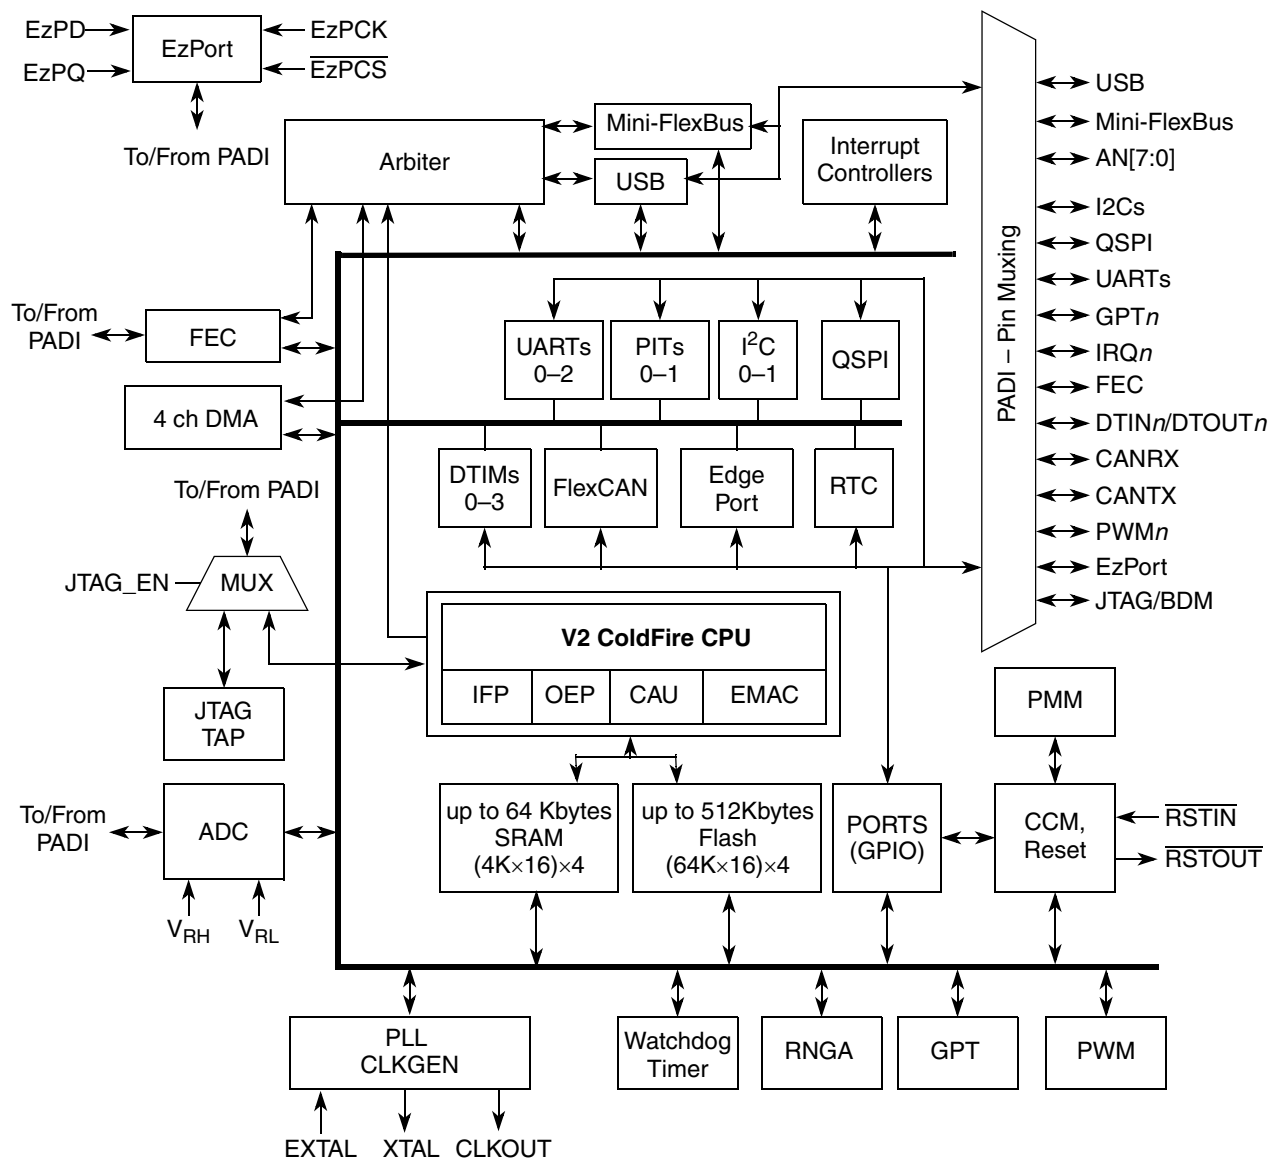 EzPD
EzPort
EzPCK
EzPQ
EzPCS
To/From PADI
Arbiter
Mini-FlexBus
USB
Interrupt
Controllers
PADI – Pin Muxing
USB
Mini-FlexBus
AN[7:0]
I2Cs
QSPI
UARTs
GPTn
IRQn
FEC
DTINn/DTOUTn
CANRX
CANTX
PWMn
EzPort
JTAG/BDM
To/From
PADI
FEC
4 ch DMA
UARTs
0–2
PITs
0–1
I²C
0–1
QSPI
DTIMs
0–3
FlexCAN
Edge
Port
RTC
To/From PADI
JTAG_EN
MUX
JTAG
TAP
V2 ColdFire CPU
IFP
OEP
CAU
EMAC
PMM
To/From
PADI
ADC
VRH
VRL
up to 64 Kbytes
SRAM
(4K×16)×4
up to 512Kbytes
Flash
(64K×16)×4
PORTS
(GPIO)
CCM,
Reset
RSTIN
RSTOUT
PLL
CLKGEN
Watchdog
Timer
RNGA
GPT
PWM
EXTAL
XTAL
CLKOUT